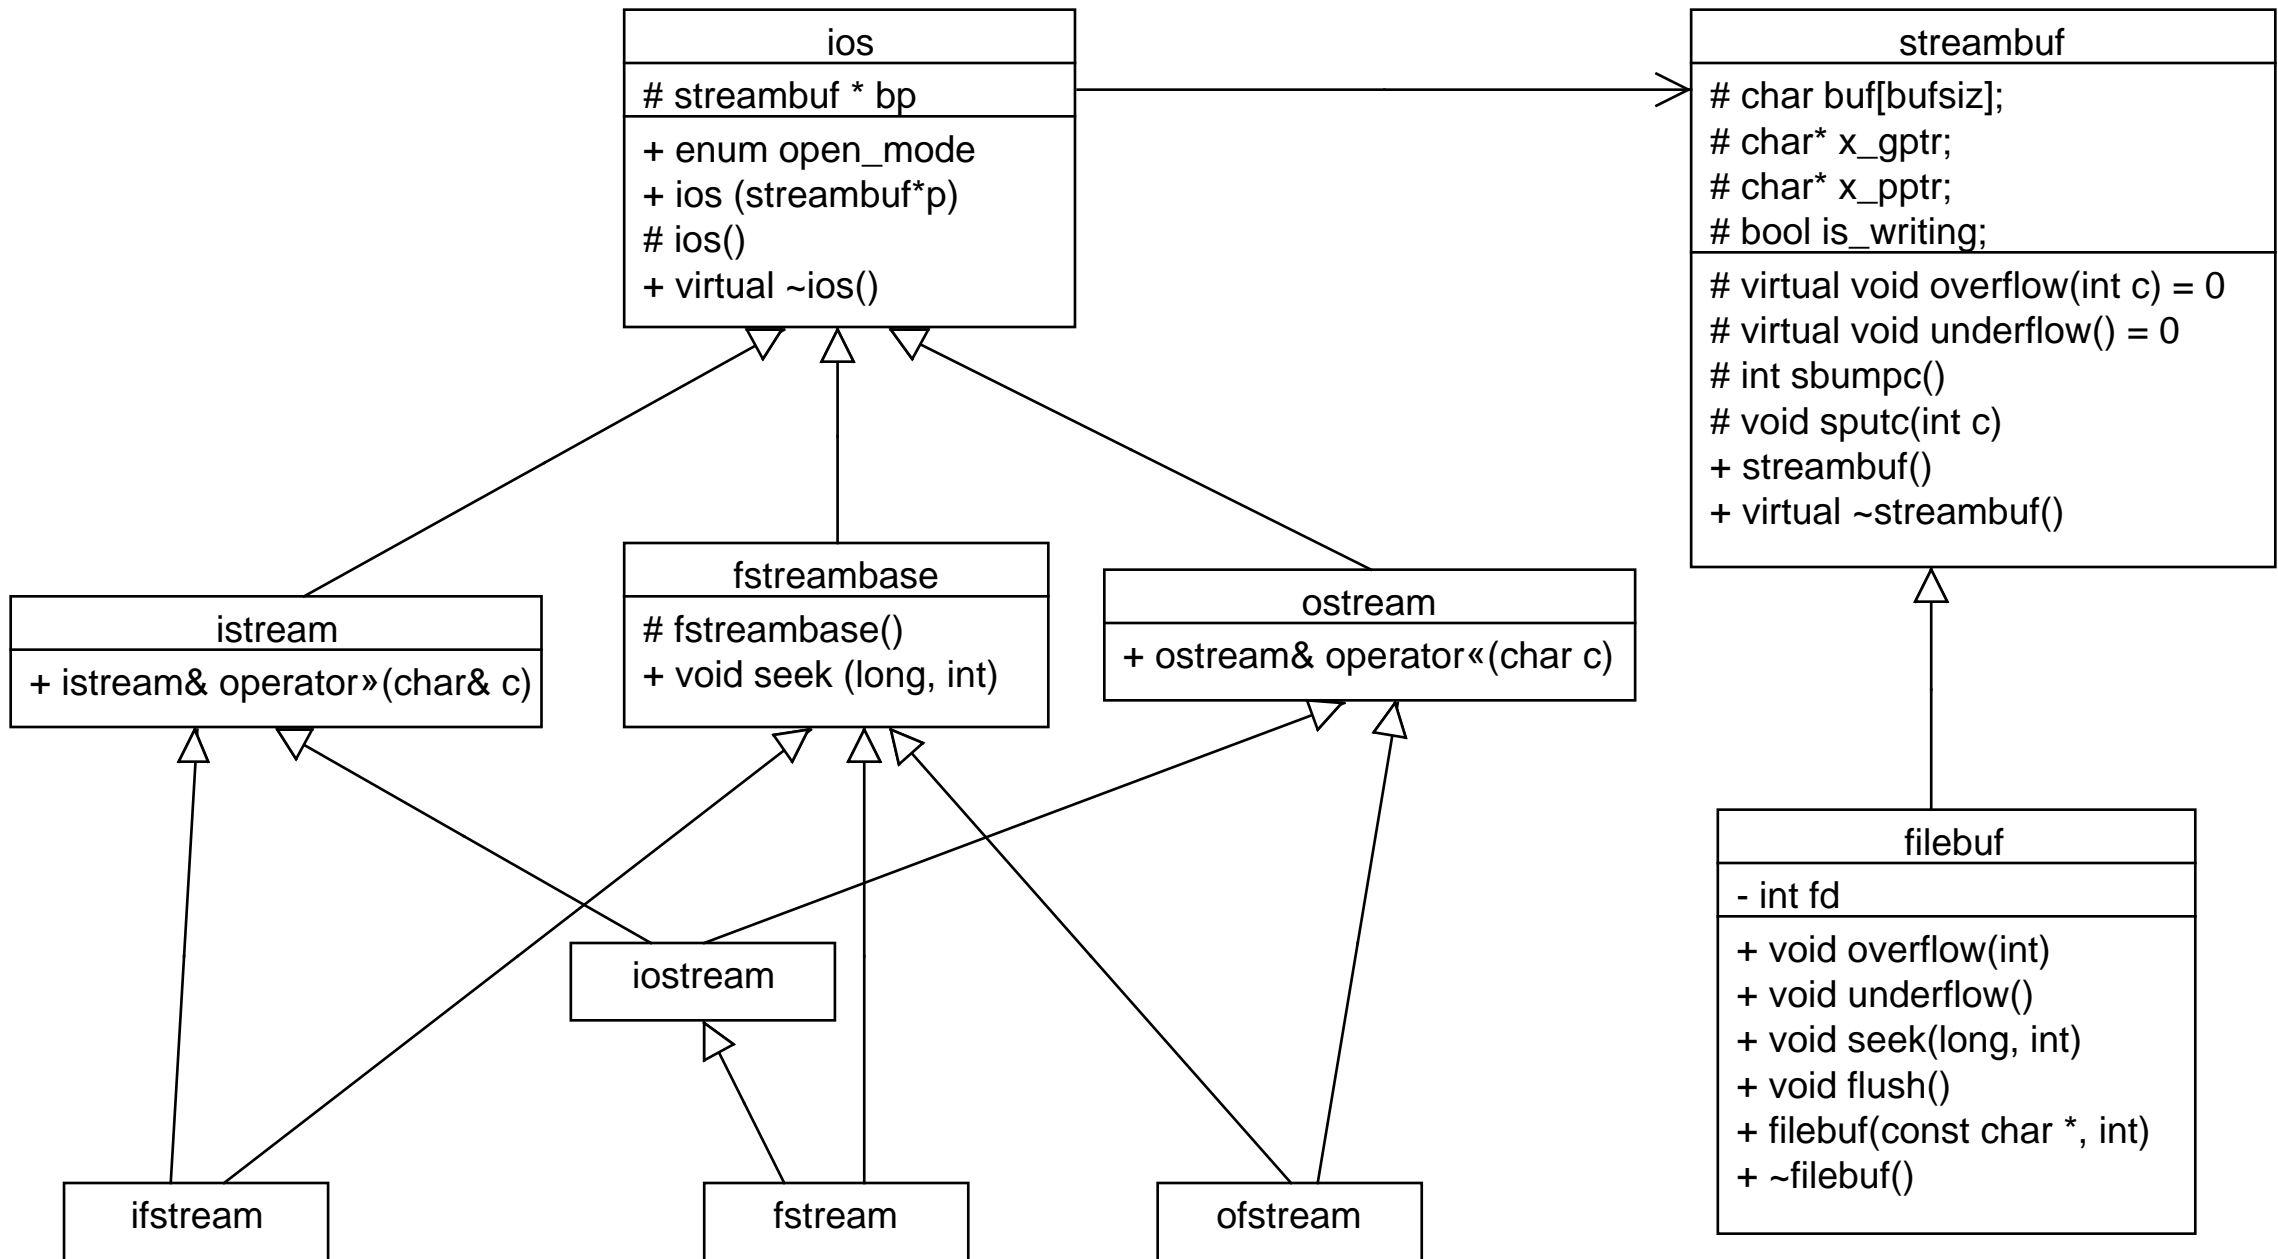 ios
# streambuf * bp
+ enum open_mode
+ ios (streambuf*p)
# ios()
+ virtual ~ios()
streambuf
# char buf[bufsiz];
# char* x_gptr;
# char* x_pptr;
# bool is_writing;
# virtual void overflow(int c) = 0
# virtual void underflow() = 0
# int sbumpc()
# void sputc(int c)
+ streambuf()
+ virtual ~streambuf()
istream
+ istream& operator»(char& c)
fstreambase
# fstreambase()
+ void seek (long, int)
ostream
+ ostream& operator«(char c)
filebuf
- int fd
+ void overflow(int)
+ void underflow()
+ void seek(long, int)
+ void flush()
+ filebuf(const char *, int)
+ ~filebuf()
iostream
ifstream
fstream
ofstream